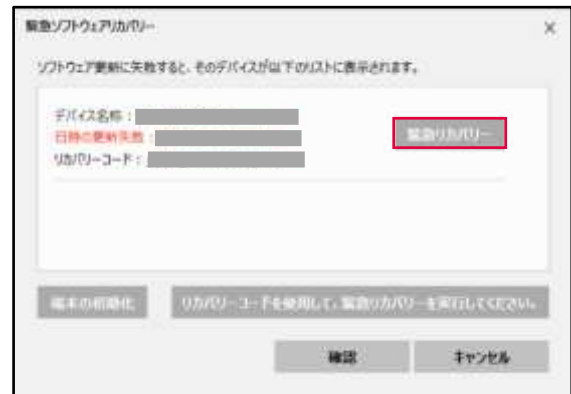 緊急ソフトウェアリカバリー
ソフトウェア更新に失敗すると、そのデバイスが以下のリストに表示されます。
デバイス名称：
日時の更新失敗：
リカバリーコード：
緊急リカバリー
端末の初期化
リカバリーコードを使用して、緊急リカバリーを実行してください。
確認
キャンセル